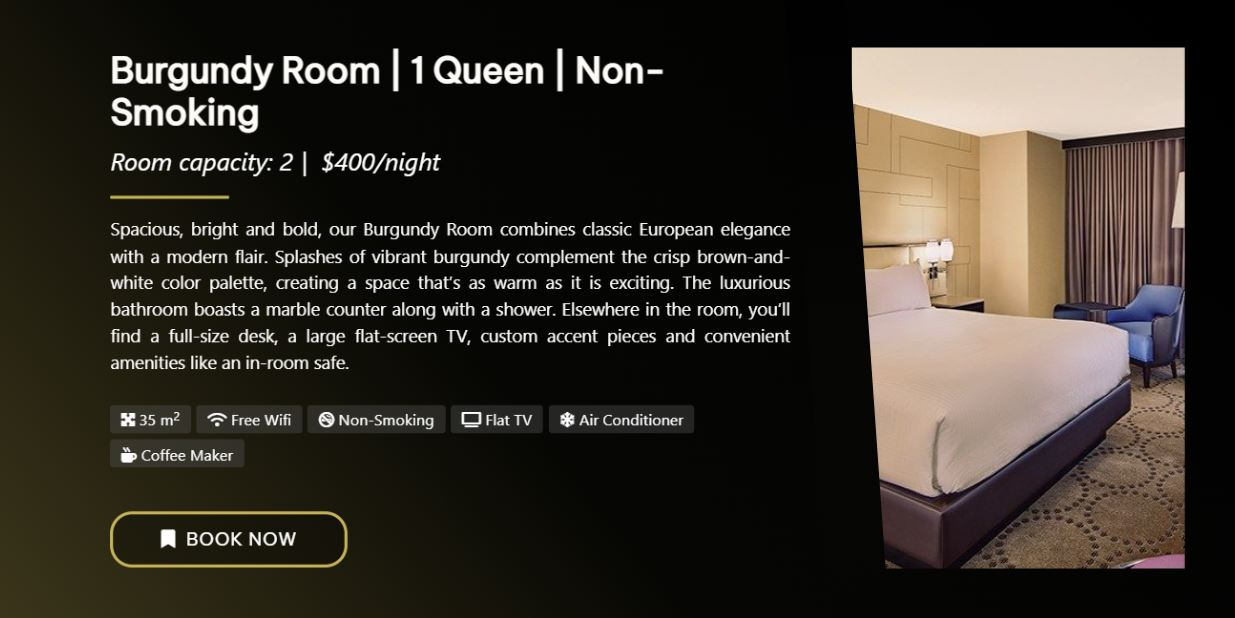 Burgundy Room | 1 Queen | Non-
Smoking
Room capacity: 2 | $400/night
Spacious, bright and bold, our Burgundy Room combines classic European elegance
with a modern flair. Splashes of vibrant burgundy complement the crisp brown-and-
white color palette, creating a space that's as warm as it is exciting. The luxurious
bathroom boasts a marble counter along with a shower. Elsewhere in the room, you'll
find a full-size desk, a large flat-screen TV, custom accent pieces and convenient
amenities like an in-room safe.
35 m² Free Wifi Non-Smoking Flat TV Air Conditioner
Coffee Maker
BOOK NOW